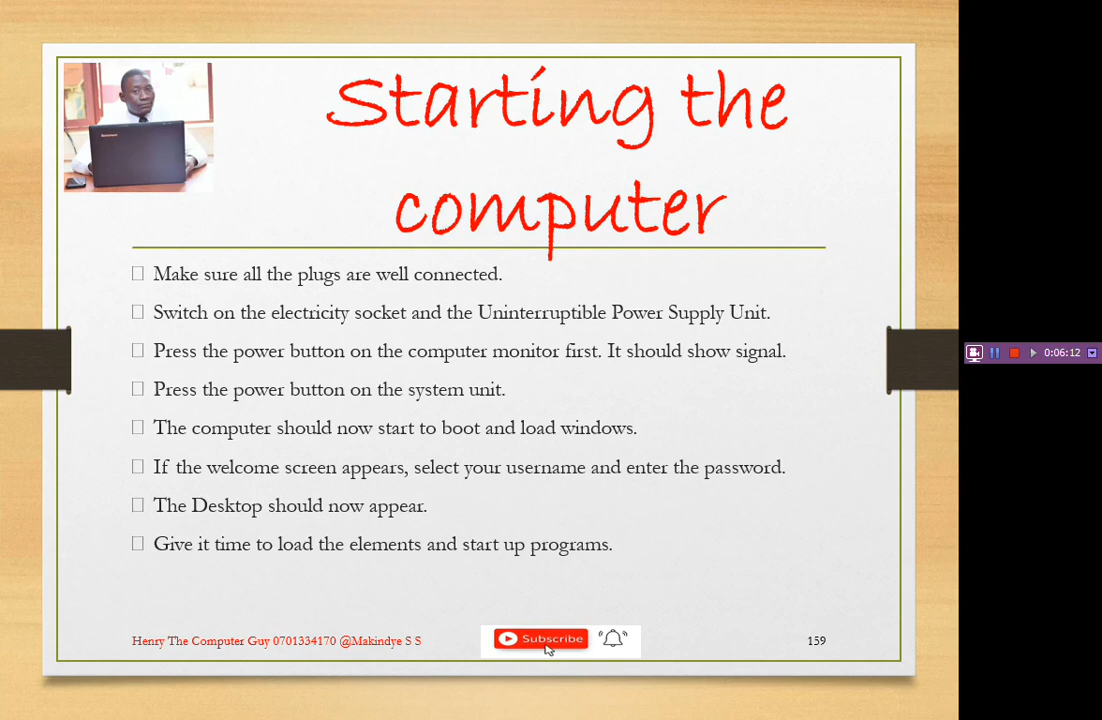 Starting the
computer
Make sure all the plugs are well connected.
Switch on the electricity socket and the Uninterruptible Power Supply Unit.
Press the power button on the computer monitor first. It should show signal.
Press the power button on the system unit.
The computer should now start to boot and load windows.
If the welcome screen appears, select your username and enter the password.
The Desktop should now appear.
Give it time to load the elements and start up programs.
Henry The Computer Guy 0701334170 @Makindye S S
Subscribe
159
0:06:12